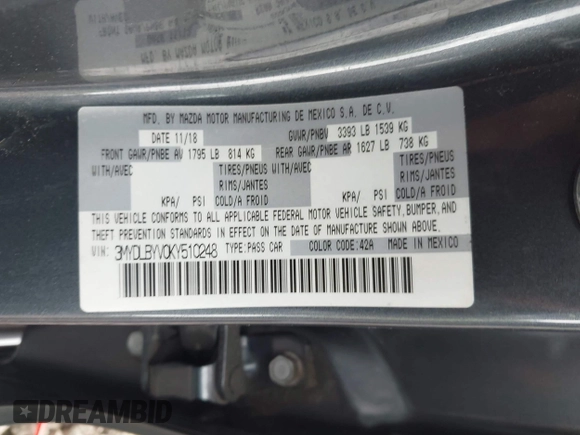 MFD. BY MAZDA MOTOR MANUFACTURING DE MEXICO S.A. DE C.V.
DATE 11/18 GVWR/PNBV 3393 LB 1539 KG
FRONT GAWR/PNBE AV 1795 LB 814 KG REAR GAWR/PNBE AR 1627 LB 738 KG
WITH/AVEC TIRES/PNEUS WITH/AVEC TIRES/PNEUS
RIMS/JANTES RIMS/JANTES
KPA/ PSI COLD/A FROID KPA/ PSI COLD/A FROID
THIS VEHICLE CONFORMS TO ALL APPLICABLE FEDERAL MOTOR VEHICLE SAFETY, BUMPER, AND
THEFT PREVENTION STANDARDS IN EFFECT ON THE DATE OF MANUFACTURE SHOWN ABOVE.
VIN: 3MYDLBYV0KY510248 TYPE:PASS CAR COLOR CODE:42A MADE IN MEXICO
DREAMBID